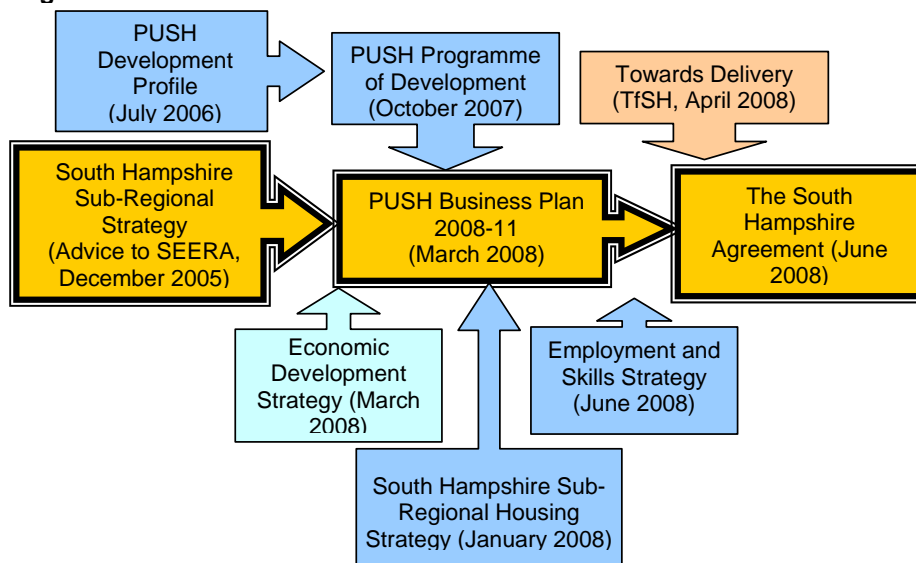 PUSH
Development
Profile
(July 2006)
PUSH Programme
of Development
(October 2007)
Towards Delivery
(TfSH, April 2008)
South Hampshire
Sub-Regional
Strategy
(Advice to SEERA,
December 2005)
PUSH Business Plan
2008-11
(March 2008)
The South
Hampshire
Agreement (June
2008)
Economic
Development
Strategy (March
2008)
Employment and
Skills Strategy
(June 2008)
South Hampshire Sub-
Regional Housing
Strategy (January 2008)